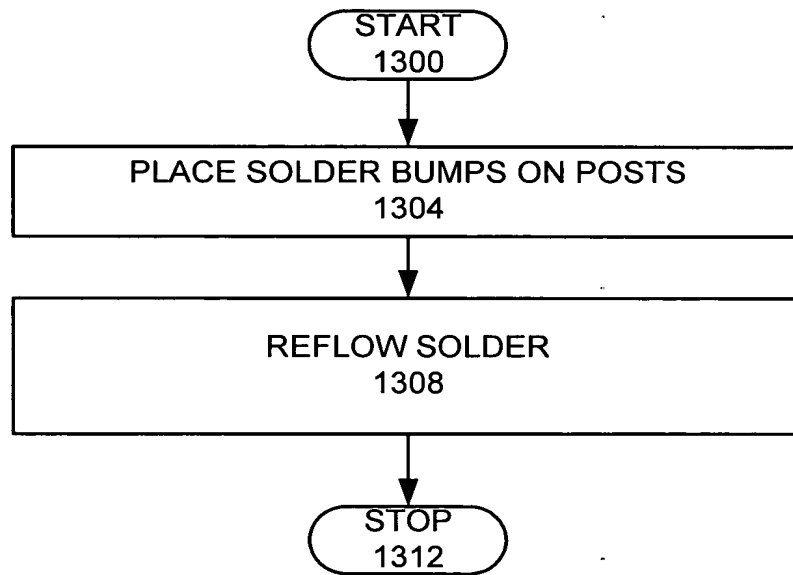 START
1300
PLACE SOLDER BUMPS ON POSTS
1304
REFLOW SOLDER
1308
STOP
1312